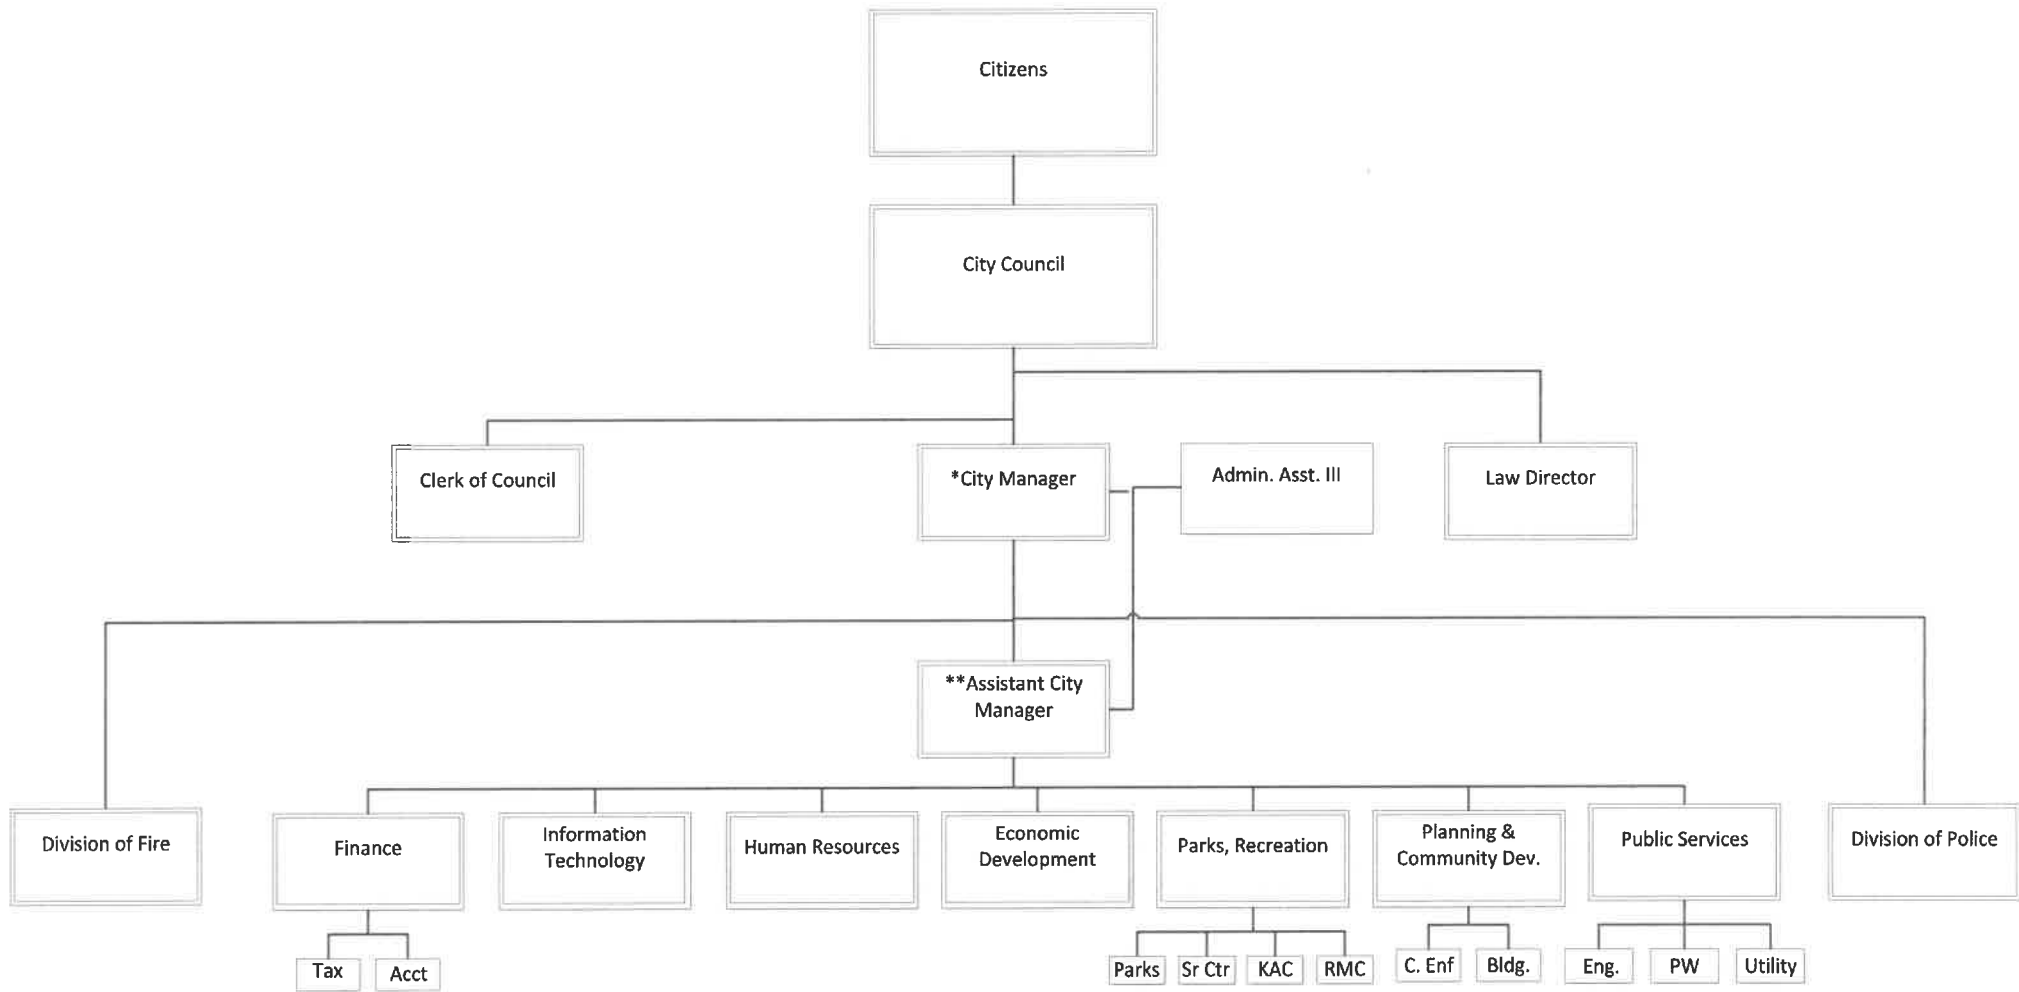 Citizens
City Council
Clerk of Council
*City Manager
Admin. Asst. III
Law Director
**Assistant City
Manager
Division of Fire
Finance
Information
Technology
Human Resources
Economic
Development
Parks, Recreation
Planning &
Community Dev.
Public Services
Division of Police
Tax
Acct
Parks
Sr Ctr
KAC
RMC
C. Enf
Bldg.
Eng.
PW
Utility